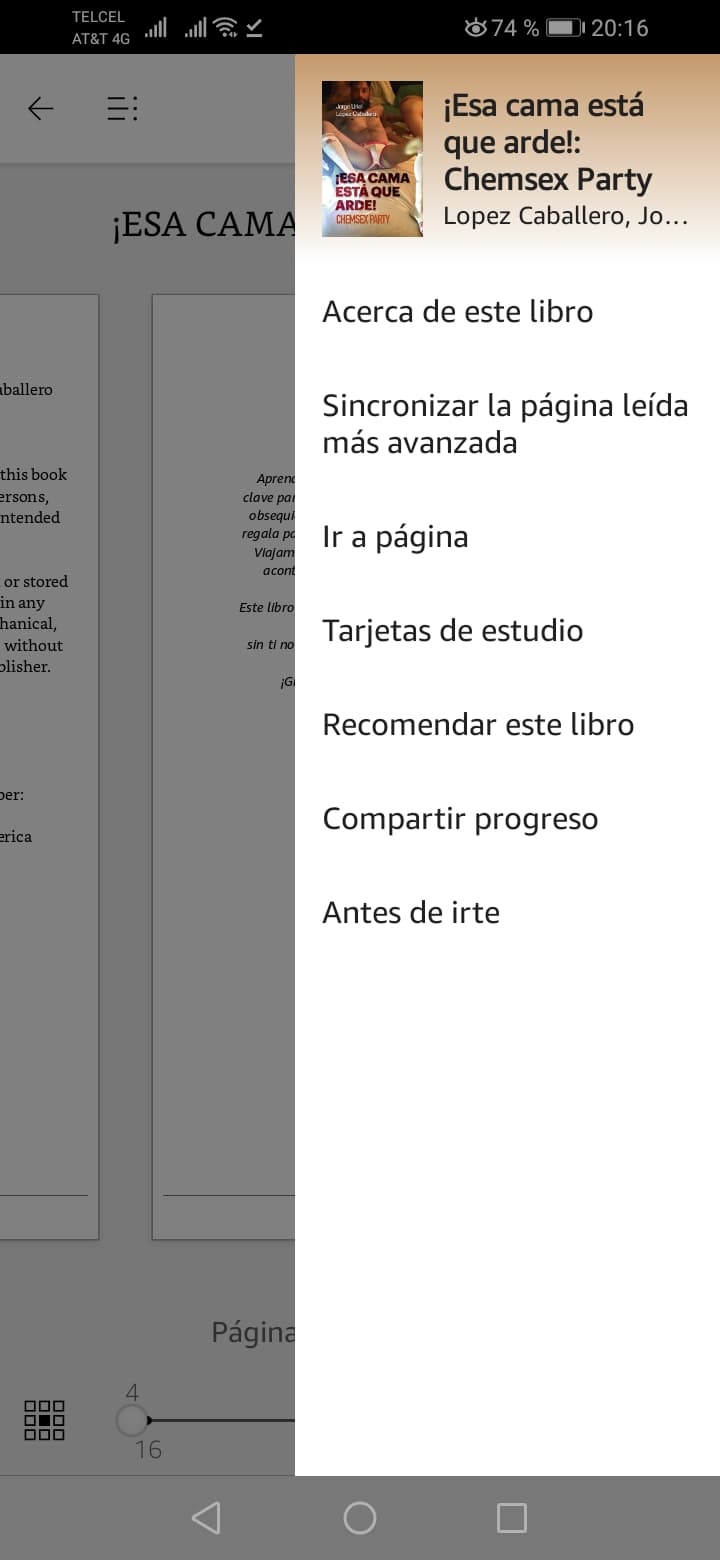 TELCEL
AT&T 4G
74 %
20:16
¡ESA CAMA
aballero
this book
ersons,
ntended
or stored
in any
hanical,
without
blisher.
ber:
erica
clave par
obsequi
regala pa
Viajam
acont
Este libro
sin ti no
Página
4
16
Jorge Uriel
López Caballero
¡ESA CAMA
ESTÁ QUE
ARDE!
CHEMSEX PARTY
¡Esa cama está
que arde!:
Chemsex Party
Lopez Caballero, Jo...
Acerca de este libro
Sincronizar la página leída
más avanzada
Ir a página
Tarjetas de estudio
Recomendar este libro
Compartir progreso
Antes de irte